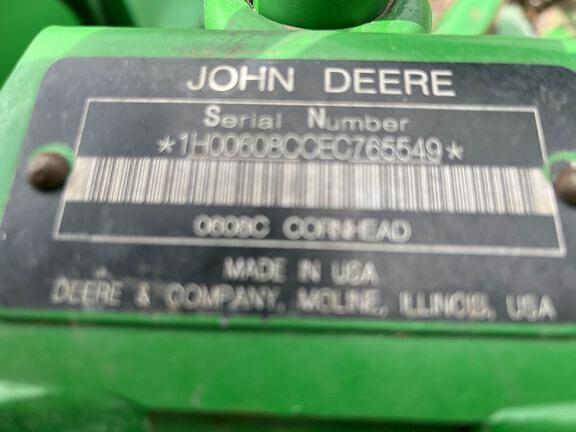 JOHN DEERE
Serial Number
*1H00608CCEC765549*
0608C CORNHEAD
MADE IN USA
DEERE & COMPANY, MOLINE, ILLINOIS, USA